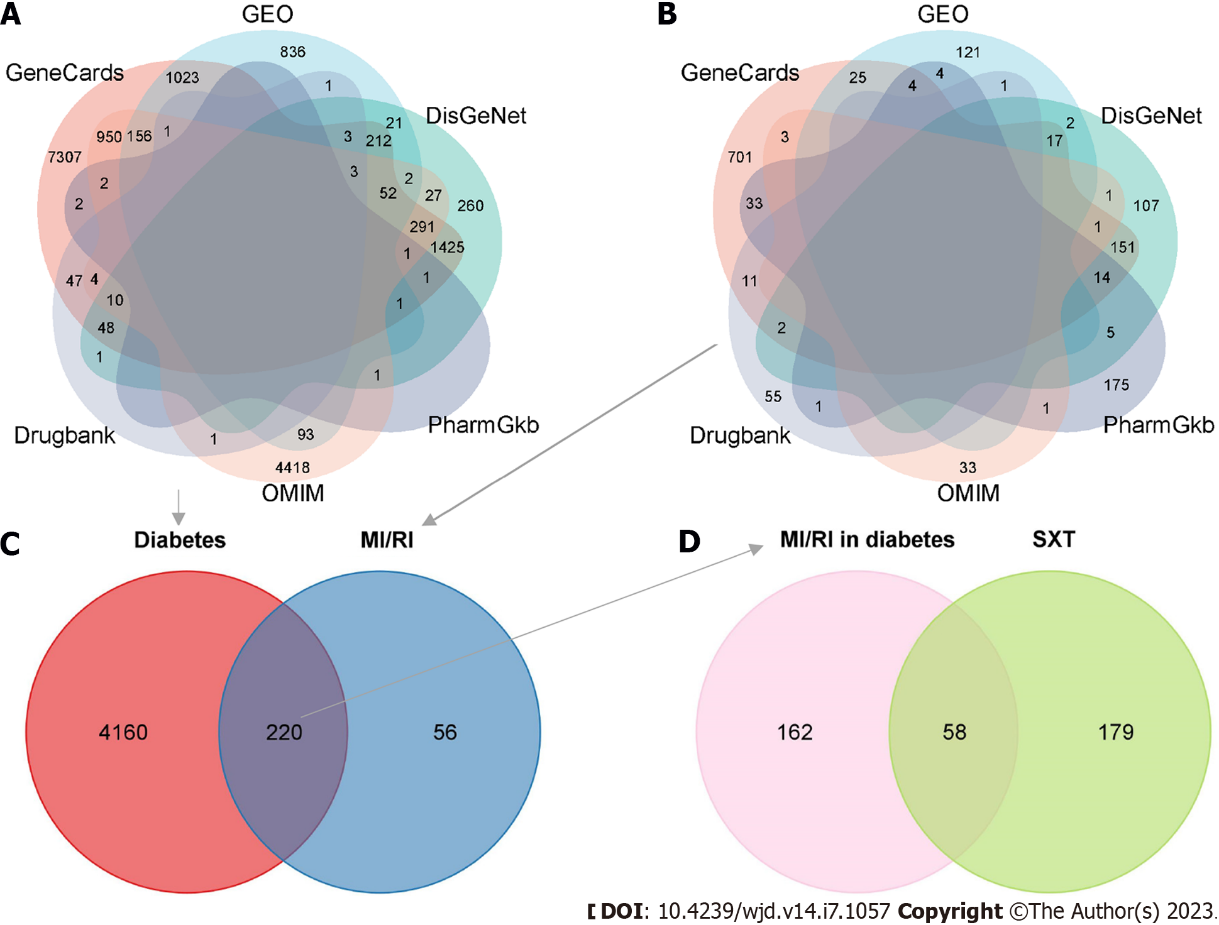 A
GEO
836
GeneCards
1023
1
DisGeNet
21
950 156 1
3 212
7307
3
2
2
52
2
27
260
291
1425
1
1
47 4
10
1
48
1
1
Drugbank
PharmGkb
1
93
4418
OMIM
B
GEO
121
GeneCards
25
4
4
1
DisGeNet
2
17
3
701
33
1
107
1
151
11
14
2
5
55
1
175
1
Drugbank
PharmGkb
33
OMIM
C
Diabetes
MI/RI
4160
220
56
D
MI/RI in diabetes
SXT
162
58
179
DOI: 10.4239/wjd.v14.i7.1057 Copyright ©The Author(s) 2023.